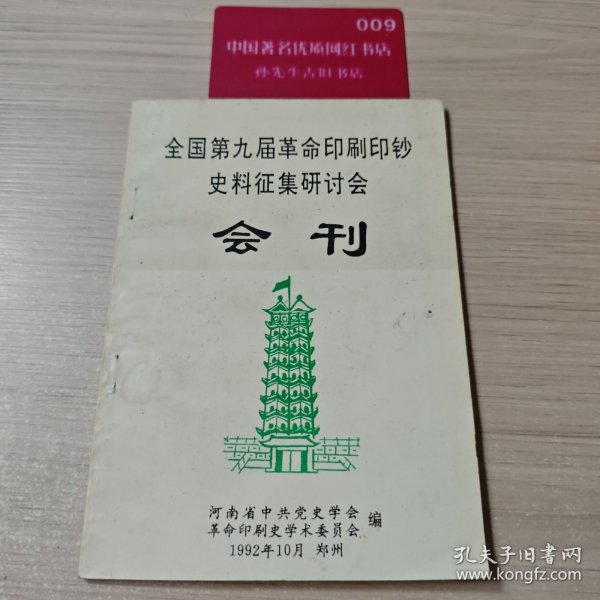 009
中国著名优质网红书店
孙先生古旧书店
全国第九届革命印刷印钞
史料征集研讨会
会刊
河南省中共党史学会
革命印刷史学术委员会
编
1992年10月 郑州
孔夫子旧书网
www.kongfz.com